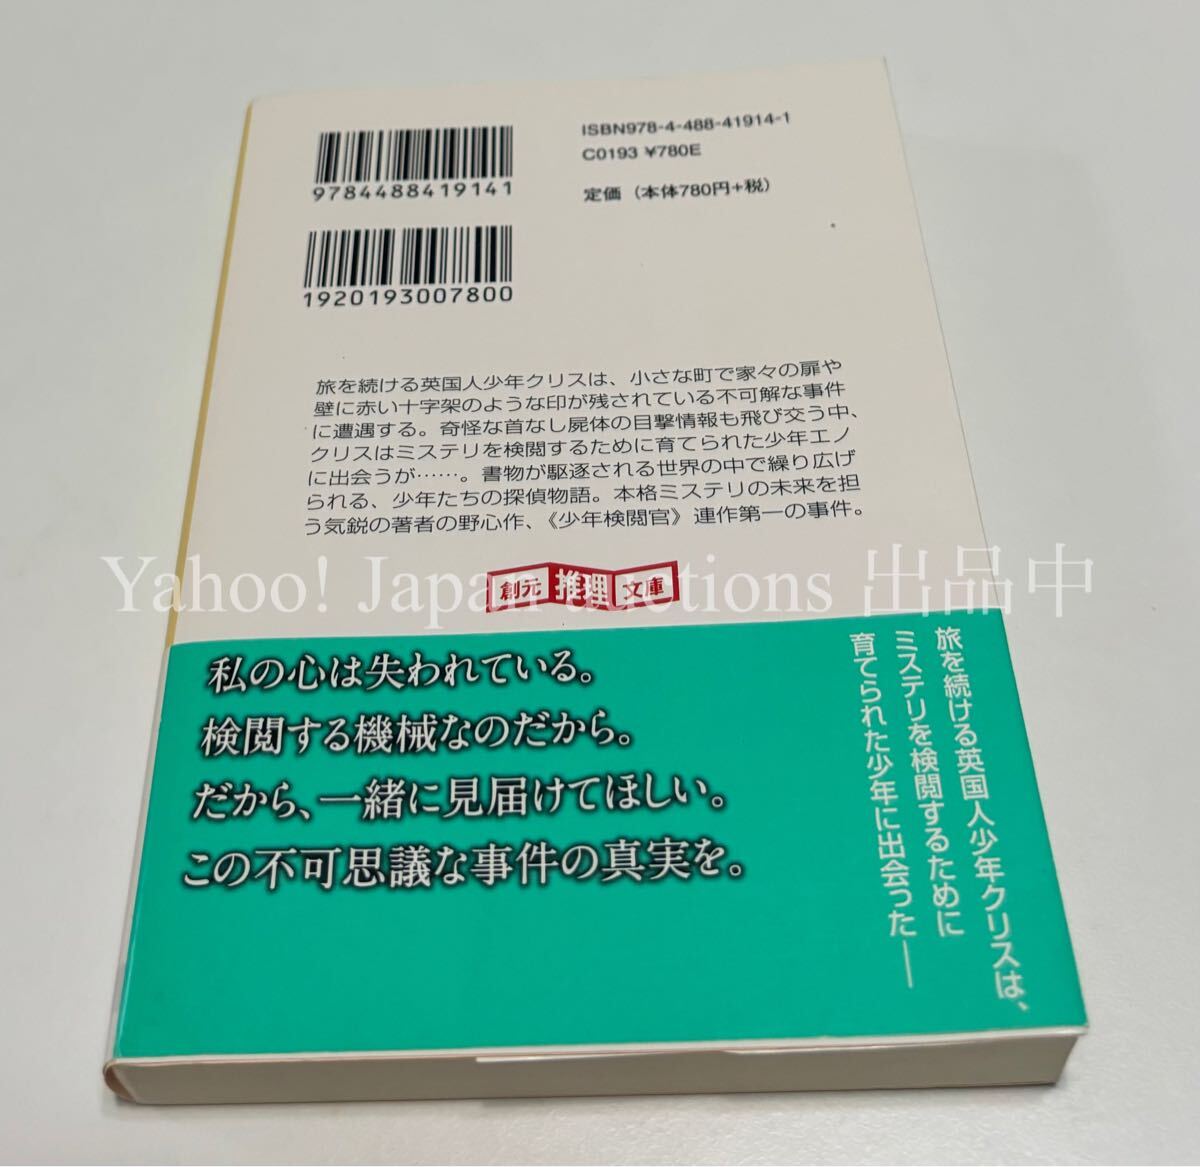 ISBN978-4-488-41914-1
C0193 ¥780E
定価（本体780円+税）
9784488419141
1920193007800
旅を続ける英国人少年クリスは、小さな町で家々の扉や
壁に赤い十字架のような印が残されている不可解な事件
に遭遇する。奇怪な首なし屍体の目撃情報も飛び交う中、
クリスはミステリを検閲するために育てられた少年エノ
に出会うが……。書物が駆逐される世界の中で繰り広げ
られる、少年たちの探偵物語。本格ミステリの未来を担
う気鋭の著者の野心作、《少年検閲官》連作第一の事件。
創元推理文庫
Yahoo! Japan Auctions 出品中
旅を続ける英国人少年クリスは、
ミステリを検閲するために
育てられた少年に出会った──
私の心は失われている。
検閲する機械なのだから。
だから、一緒に見届けてほしい。
この不可思議な事件の真実を。